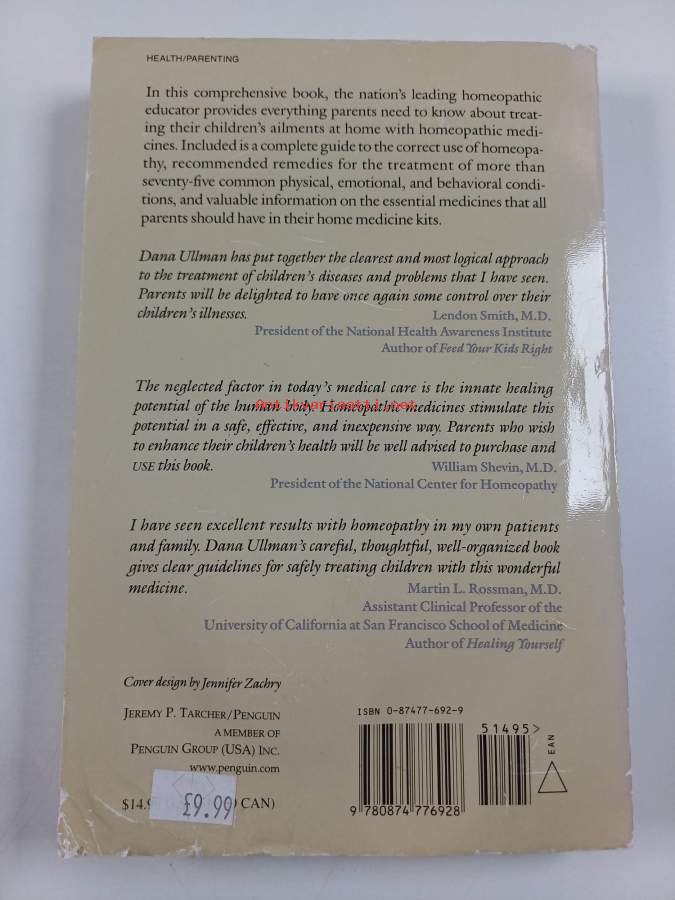 HEALTH/PARENTING
In this comprehensive book, the nation's leading homeopathic
educator provides everything parents need to know about treat-
ing their children's ailments at home with homeopathic medi-
cines. Included is a complete guide to the correct use of homeopa-
thy, recommended remedies for the treatment of more than
seventy-five common physical, emotional, and behavioral condi-
tions, and valuable information on the essential medicines that all
parents should have in their home medicine kits.
Dana Ullman has put together the clearest and most logical approach
to the treatment of children's diseases and problems that I have seen.
Parents will be delighted to have once again some control over their
children's illnesses. Lendon Smith, M.D.
President of the National Health Awareness Institute
Author of Feed Your Kids Right
The neglected factor in today's medical care is the innate healing
potential of the human body. Homeopathic medicines stimulate this
potential in a safe, effective, and inexpensive way. Parents who wish
to enhance their children's health will be well advised to purchase and
USE this book. William Shevin, M.D.
President of the National Center for Homeopathy
I have seen excellent results with homeopathy in my own patients
and family. Dana Ullman's careful, thoughtful, well-organized book
gives clear guidelines for safely treating children with this wonderful
medicine. Martin L. Rossman, M.D.
Assistant Clinical Professor of the
University of California at San Francisco School of Medicine
Author of Healing Yourself
Cover design by Jennifer Zachry
JEREMY P. TARCHER/PENGUIN
A MEMBER OF
PENGUIN GROUP (USA) INC.
www.penguin.com
$14.9 CAN)
£9.99
ISBN 0-87477-692-9
51495>
EAN
9 780874 776928